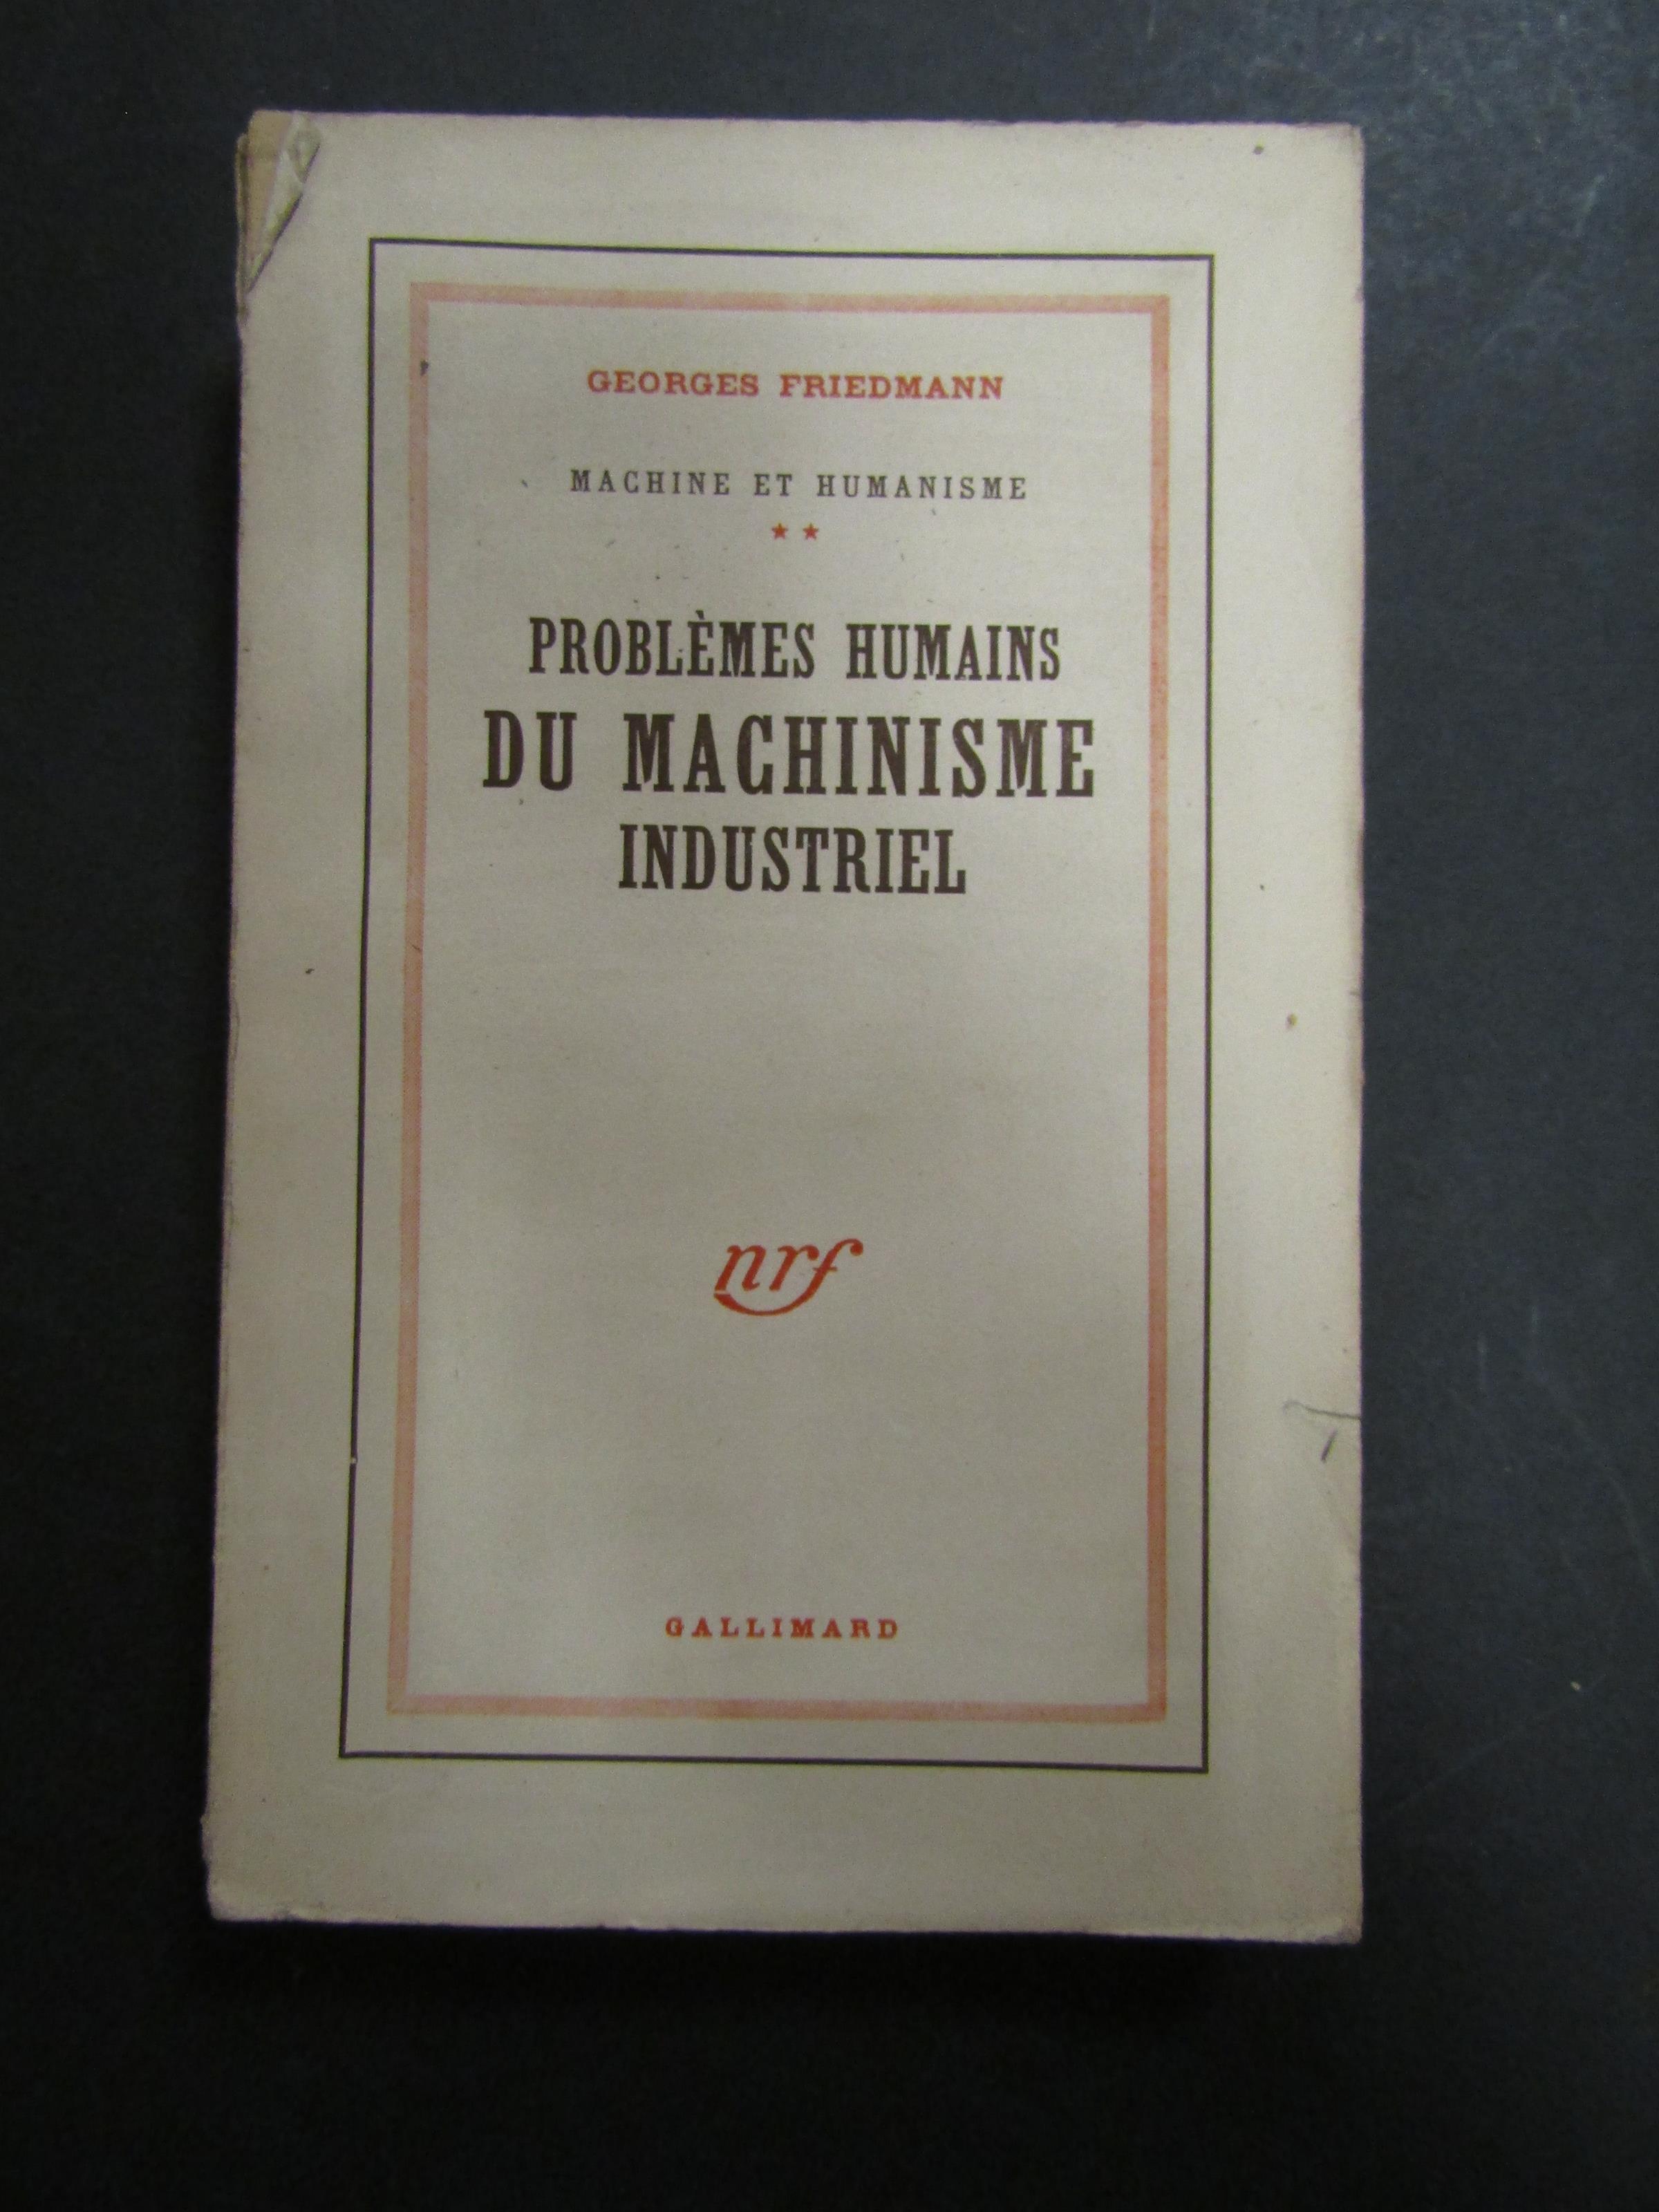 GEORGES FRIEDMANN
MACHINE ET HUMANISME
★ ★
PROBLÈMES HUMAINS
DU MACHINISME
INDUSTRIEL
nrf
GALLIMARD